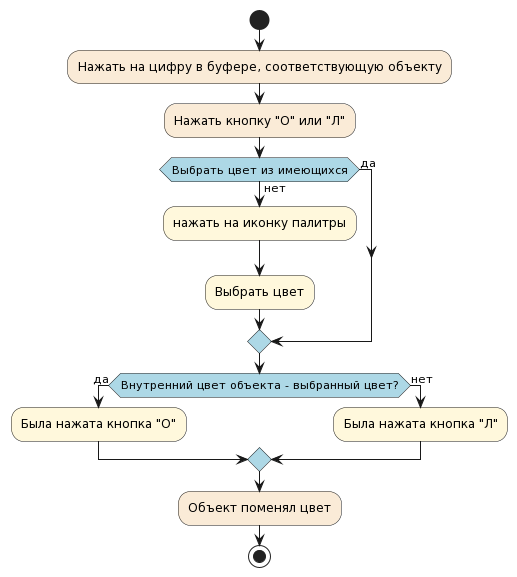 Нажать на цифру в буфере, соответствующую объекту
Нажать кнопку "О" или "Л"
Выбрать цвет из имеющихся
да
нет
нажать на иконку палитры
Выбрать цвет
да
Внутренний цвет объекта - выбранный цвет?
нет
Была нажата кнопка "О"
Была нажата кнопка "Л"
Объект поменял цвет